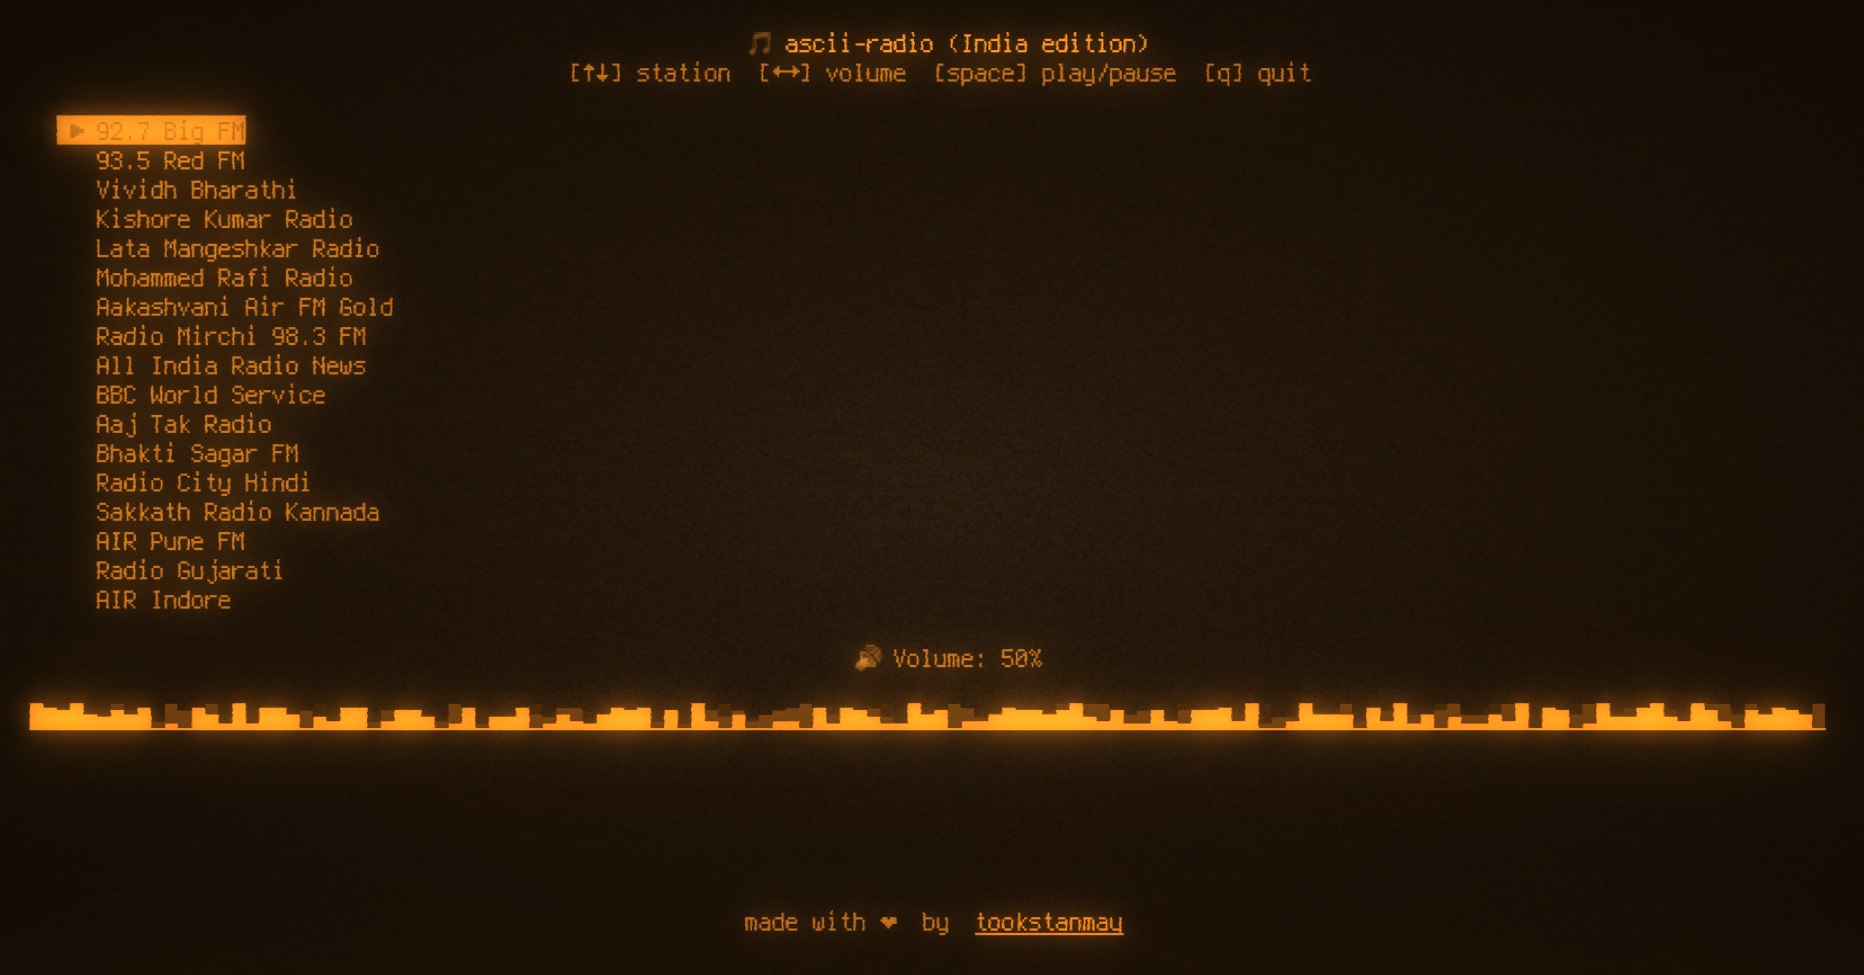 🎵 ascii-radio (India edition)
[↑↓] station [↔] volume [space] play/pause [q] quit
▶ 92.7 Big FM
93.5 Red FM
Vividh Bharathi
Kishore Kumar Radio
Lata Mangeshkar Radio
Mohammed Rafi Radio
Aakashvani Air FM Gold
Radio Mirchi 98.3 FM
All India Radio News
BBC World Service
Aaj Tak Radio
Bhakti Sagar FM
Radio City Hindi
Sakkath Radio Kannada
AIR Pune FM
Radio Gujarati
AIR Indore
🔊 Volume: 50%
made with ❤ by tookstanmay